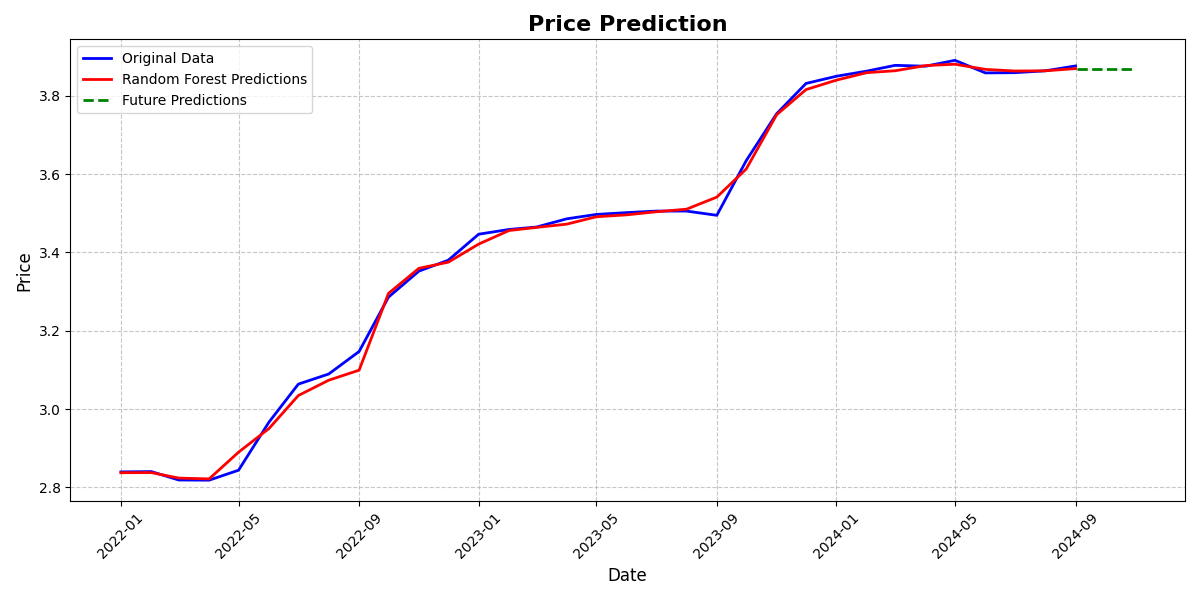 Price Prediction
Original Data
Random Forest Predictions
Future Predictions
Price
3.8
3.6
3.4
3.2
3.0
2.8
2022-01
2022-05
2022-09
2023-01
2023-05
2023-09
2024-01
2024-05
2024-09
Date